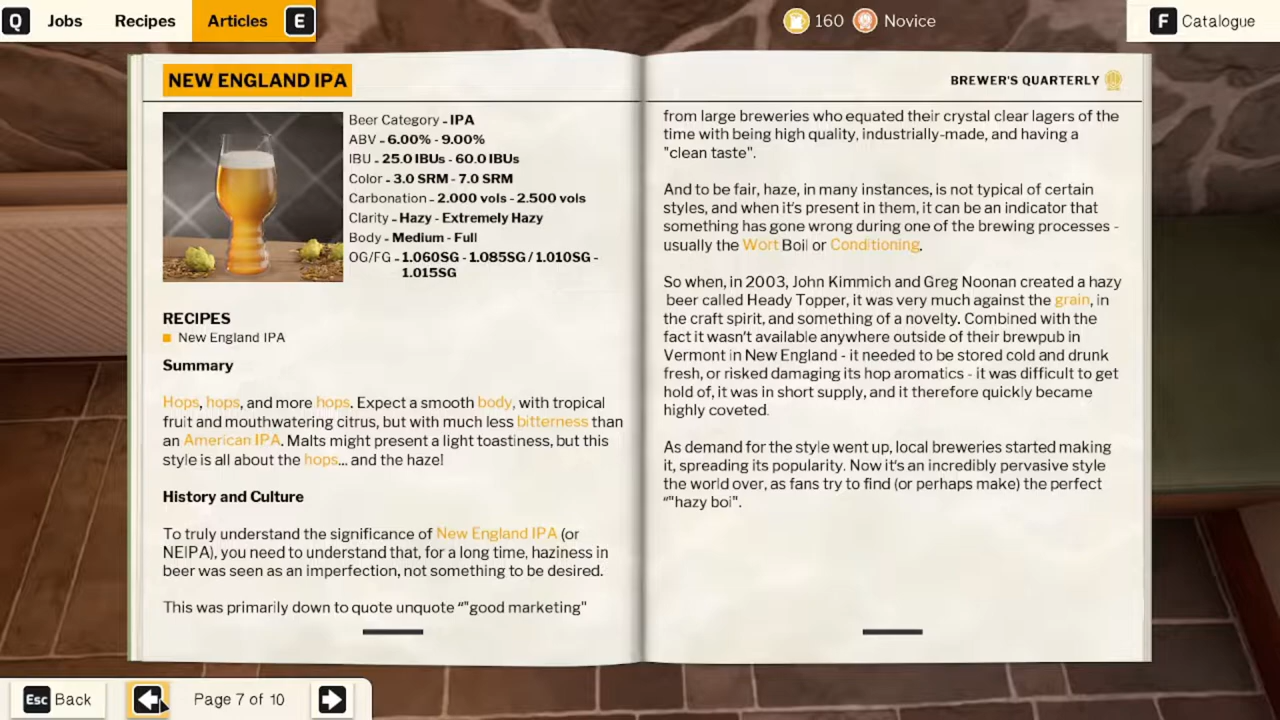 Q Jobs Recipes Articles E 160 Novice F Catalogue
NEW ENGLAND IPA
Beer Category - IPA
ABV - 6.00% - 9.00%
IBU - 25.0 IBUs - 60.0 IBUs
Color - 3.0 SRM - 7.0 SRM
Carbonation - 2.000 vols - 2.500 vols
Clarity - Hazy - Extremely Hazy
Body - Medium - Full
OG/FG - 1.060SG - 1.085SG / 1.010SG -
1.015SG
RECIPES
New England IPA
Summary
Hops, hops, and more hops. Expect a smooth body, with tropical
fruit and mouthwatering citrus, but with much less bitterness than
an American IPA. Malts might present a light toastiness, but this
style is all about the hops... and the haze!
History and Culture
To truly understand the significance of New England IPA (or
NEIPA), you need to understand that, for a long time, haziness in
beer was seen as an imperfection, not something to be desired.
This was primarily down to quote unquote “"good marketing"
BREWER'S QUARTERLY
from large breweries who equated their crystal clear lagers of the
time with being high quality, industrially-made, and having a
"clean taste".
And to be fair, haze, in many instances, is not typical of certain
styles, and when it's present in them, it can be an indicator that
something has gone wrong during one of the brewing processes -
usually the Wort Boil or Conditioning.
So when, in 2003, John Kimmich and Greg Noonan created a hazy
beer called Heady Topper, it was very much against the grain, in
the craft spirit, and something of a novelty. Combined with the
fact it wasn't available anywhere outside of their brewpub in
Vermont in New England - it needed to be stored cold and drunk
fresh, or risked damaging its hop aromatics - it was difficult to get
hold of, it was in short supply, and it therefore quickly became
highly coveted.
As demand for the style went up, local breweries started making
it, spreading its popularity. Now it's an incredibly pervasive style
the world over, as fans try to find (or perhaps make) the perfect
“"hazy boi".
Esc Back Page 7 of 10